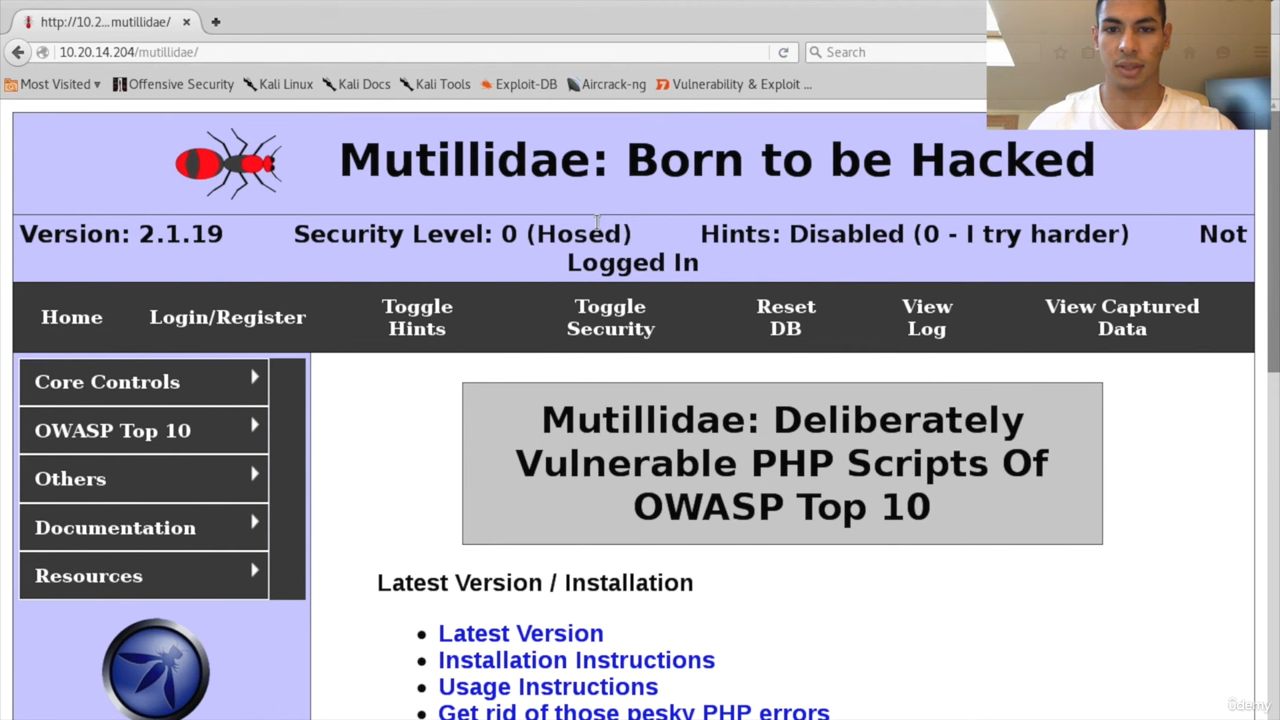 http://10.2...mutillidae/
10.20.14.204/mutillidae/
Search
Most Visited
Offensive Security
Kali Linux
Kali Docs
Kali Tools
Exploit-DB
Aircrack-ng
Vulnerability & Exploit ...
Mutillidae: Born to be Hacked
Version: 2.1.19 Security Level: 0 (Hosed) Hints: Disabled (0 - I try harder) Not
Logged In
Home
Login/Register
Toggle
Hints
Toggle
Security
Reset
DB
View
Log
View Captured
Data
Core Controls
OWASP Top 10
Others
Documentation
Resources
Mutillidae: Deliberately
Vulnerable PHP Scripts Of
OWASP Top 10
Latest Version / Installation
Latest Version
Installation Instructions
Usage Instructions
Get rid of those pesky PHP errors
ûdemy